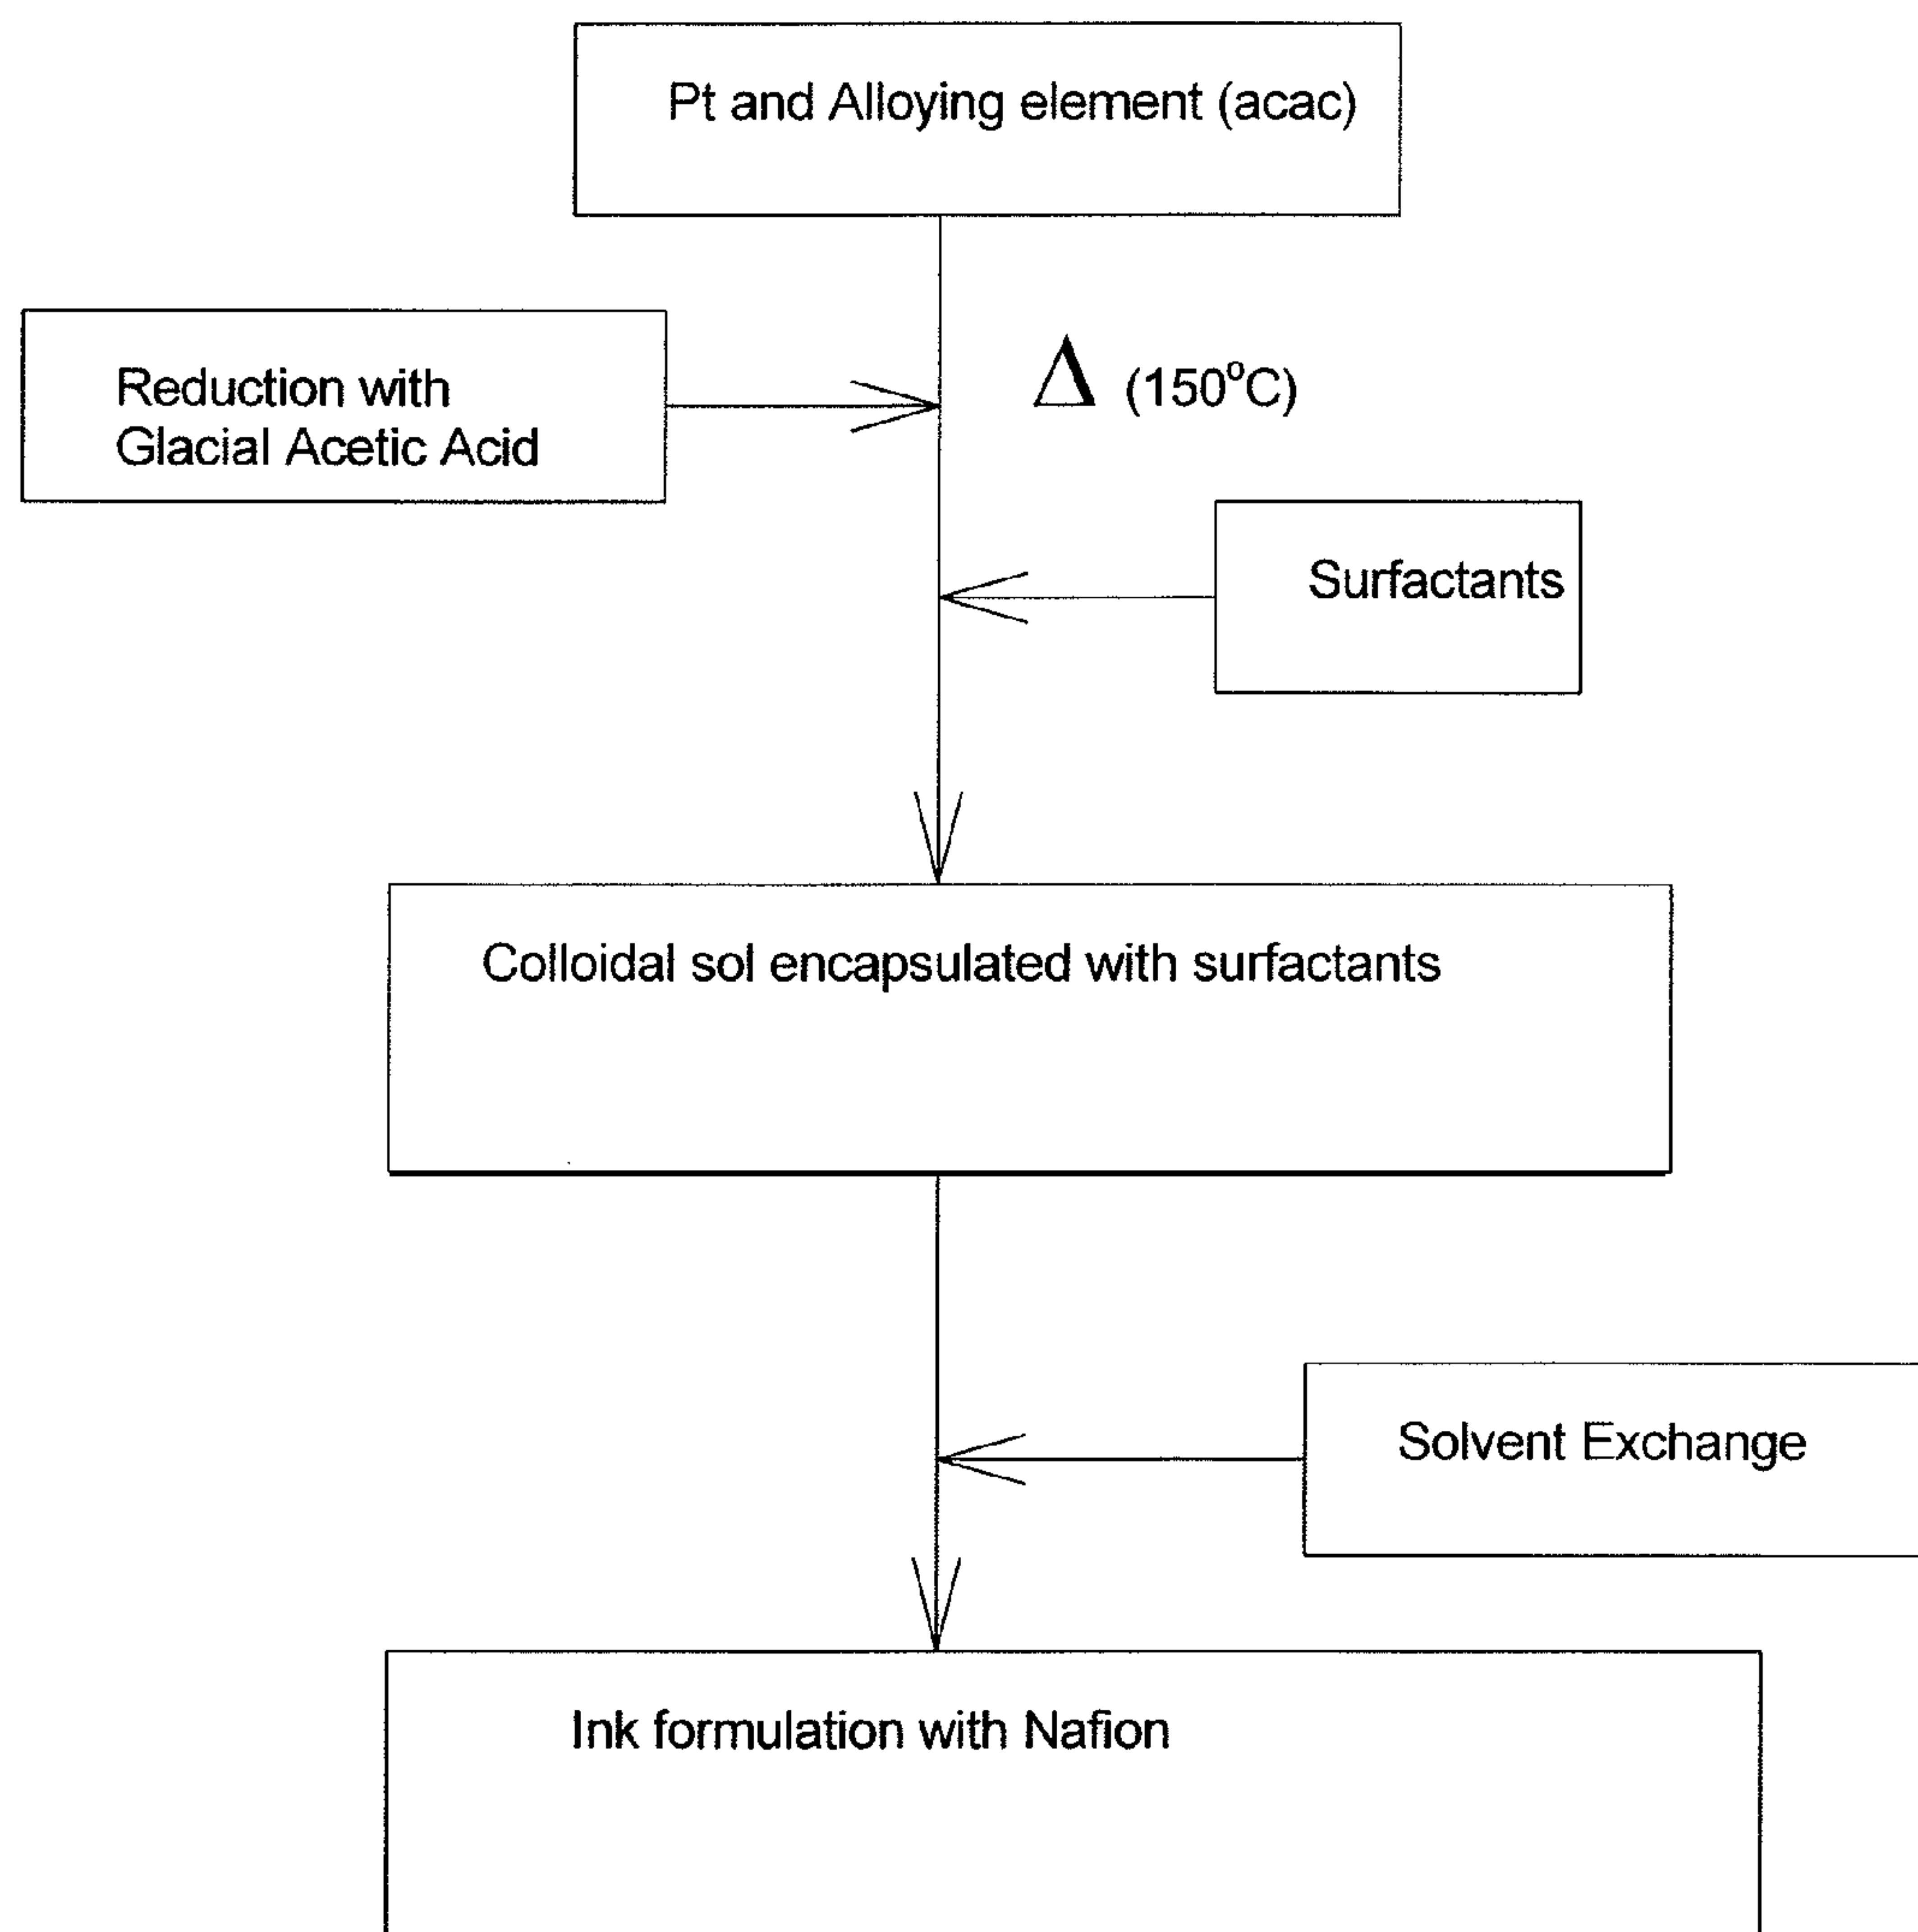 Pt and Alloying element (acac)
Reduction with
Glacial Acetic Acid
Δ (150°C)
Surfactants
Colloidal sol encapsulated with surfactants
Solvent Exchange
Ink formulation with Nafion